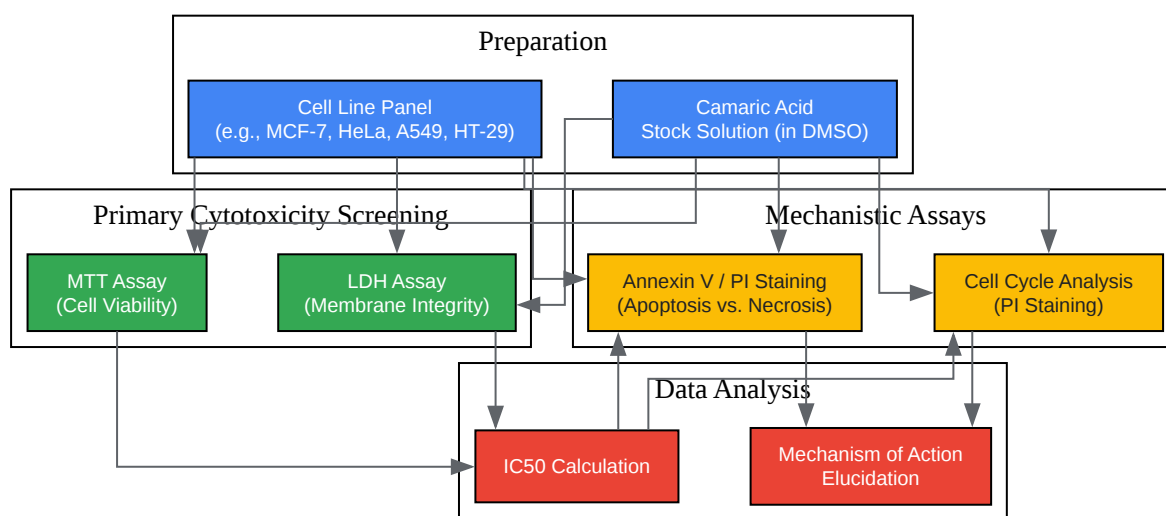 Preparation
Cell Line Panel
(e.g., MCF-7, HeLa, A549, HT-29)
Camaric Acid
Stock Solution (in DMSO)
Primary Cytotoxicity Screening
Mechanistic Assays
MTT Assay
(Cell Viability)
LDH Assay
(Membrane Integrity)
Annexin V / PI Staining
(Apoptosis vs. Necrosis)
Cell Cycle Analysis
(PI Staining)
Data Analysis
IC50 Calculation
Mechanism of Action
Elucidation